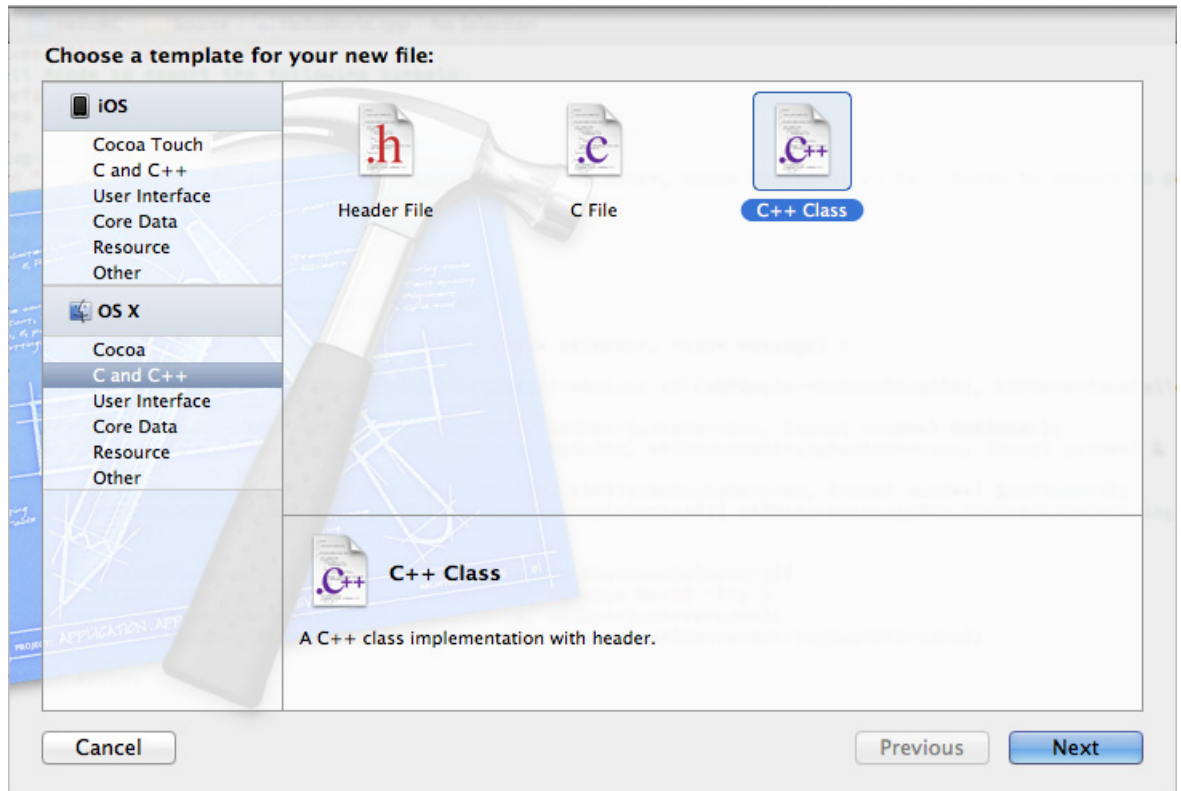 Choose a template for your new file:
iOS
Cocoa Touch
C and C++
User Interface
Core Data
Resource
Other
OS X
Cocoa
C and C++
User Interface
Core Data
Resource
Other
.h
Header File
.c
C File
.C++
C++ Class
.C++
C++ Class
A C++ class implementation with header.
Cancel
Previous
Next